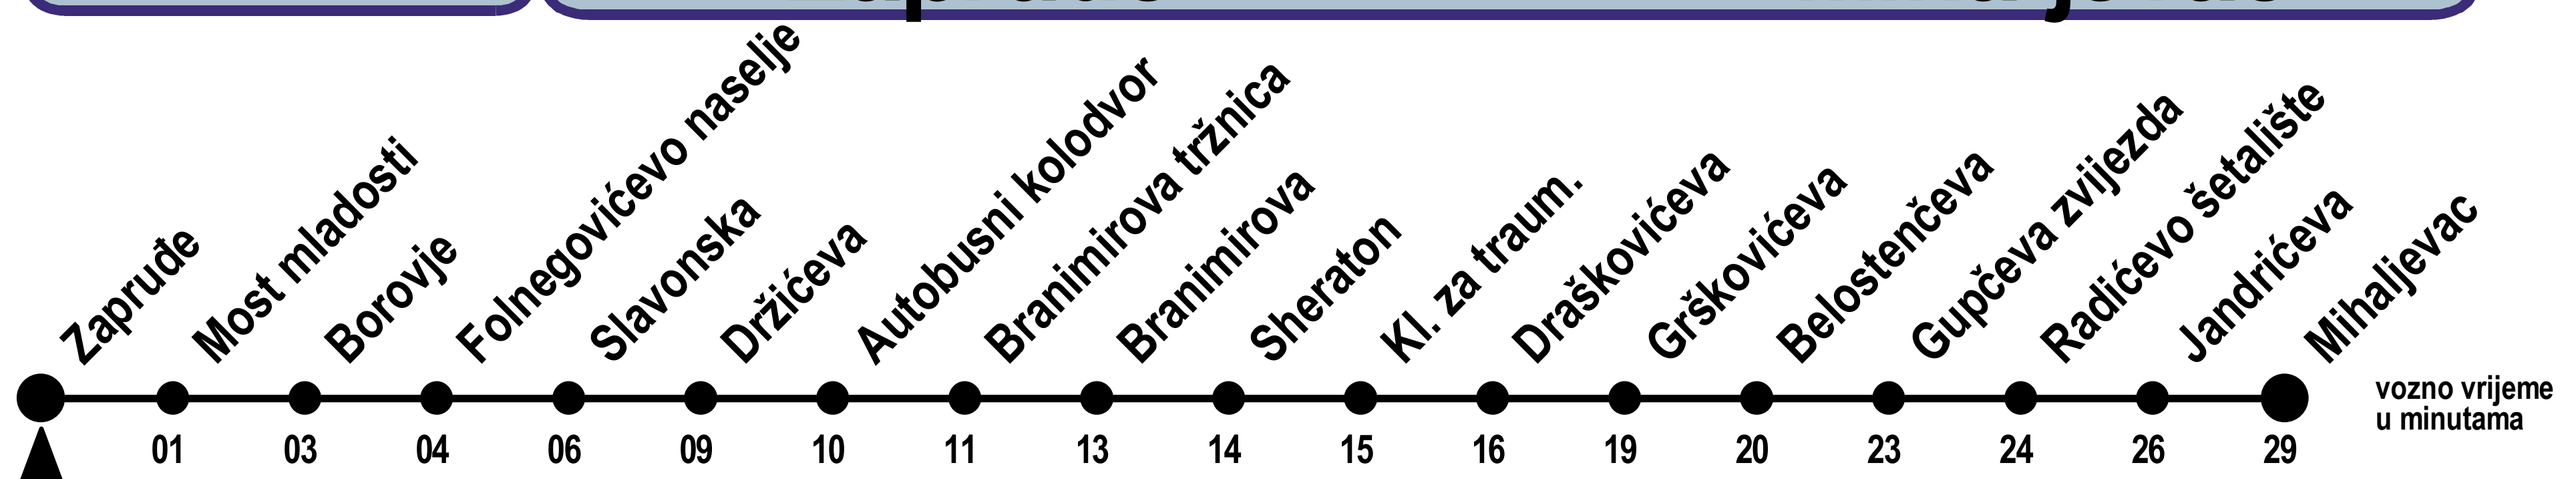 Zapruđe
Most mladosti
Borovje
Folnegovićevo naselje
Slavonska
Držićeva
Autobusni kolodvor
Branimirova tržnica
Branimirova
Sheraton
Kl. za traum.
Draškovićeva
Grškovićeva
Belostenčeva
Gupčeva zvijezda
Radićevo šetalište
Jandrićeva
Mihaljevac
01 03 04 06 09 10 11 13 14 15 16 19 20 23 24 26 29
vozno vrijeme
u minutama